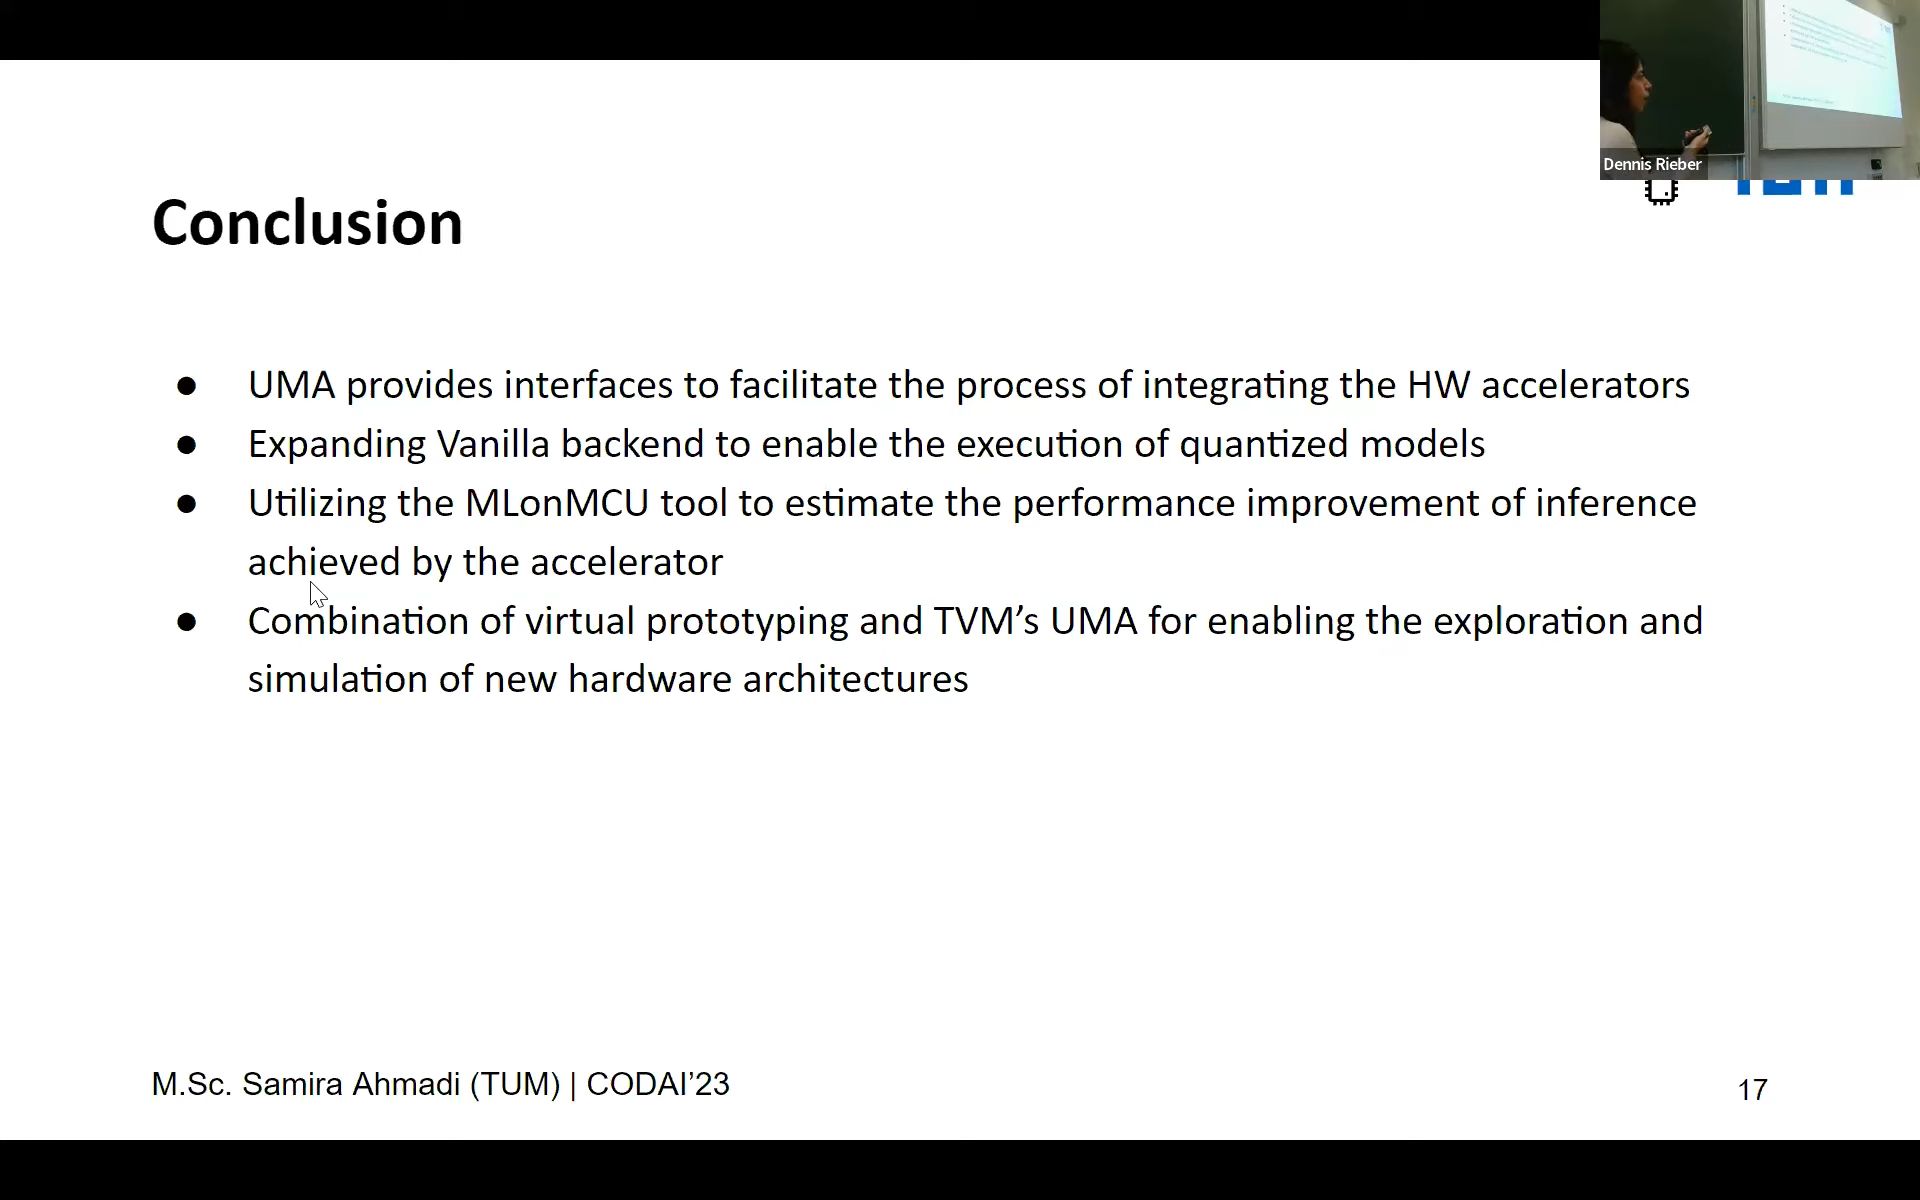 Dennis Rieber
Conclusion
● UMA provides interfaces to facilitate the process of integrating the HW accelerators
● Expanding Vanilla backend to enable the execution of quantized models
● Utilizing the MLonMCU tool to estimate the performance improvement of inference
achieved by the accelerator
● Combination of virtual prototyping and TVM’s UMA for enabling the exploration and
simulation of new hardware architectures
M.Sc. Samira Ahmadi (TUM) | CODAI’23
17